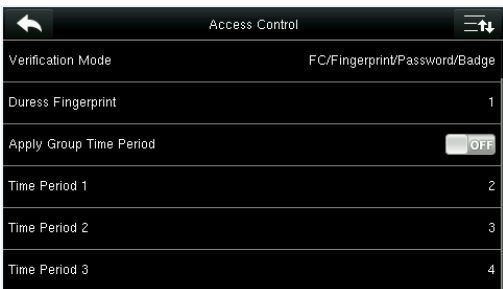 Access Control
Verification Mode FC/Fingerprint/Password/Badge
Duress Fingerprint 1
Apply Group Time Period OFF
Time Period 1 2
Time Period 2 3
Time Period 3 4